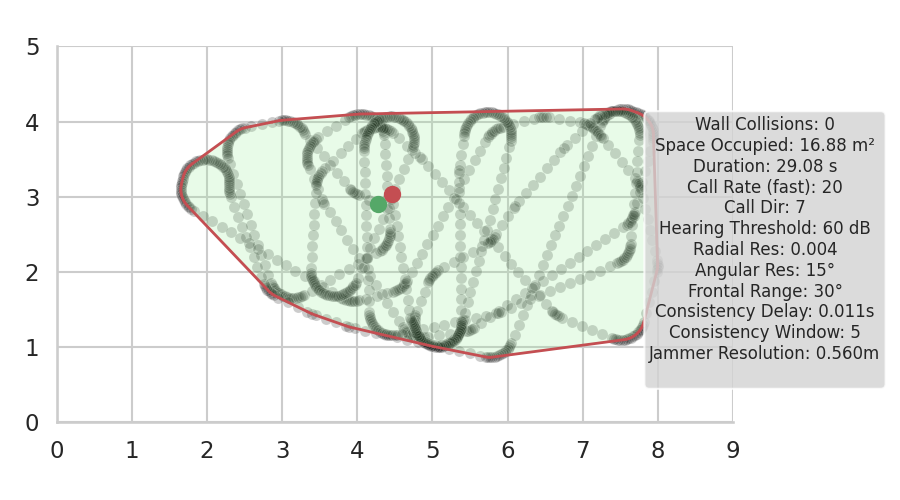 5
4
3
2
1
0
0 1 2 3 4 5 6 7 8 9
Wall Collisions: 0
Space Occupied: 16.88 m²
Duration: 29.08 s
Call Rate (fast): 20
Call Dir: 7
Hearing Threshold: 60 dB
Radial Res: 0.004
Angular Res: 15°
Frontal Range: 30°
Consistency Delay: 0.011s
Consistency Window: 5
Jammer Resolution: 0.560m